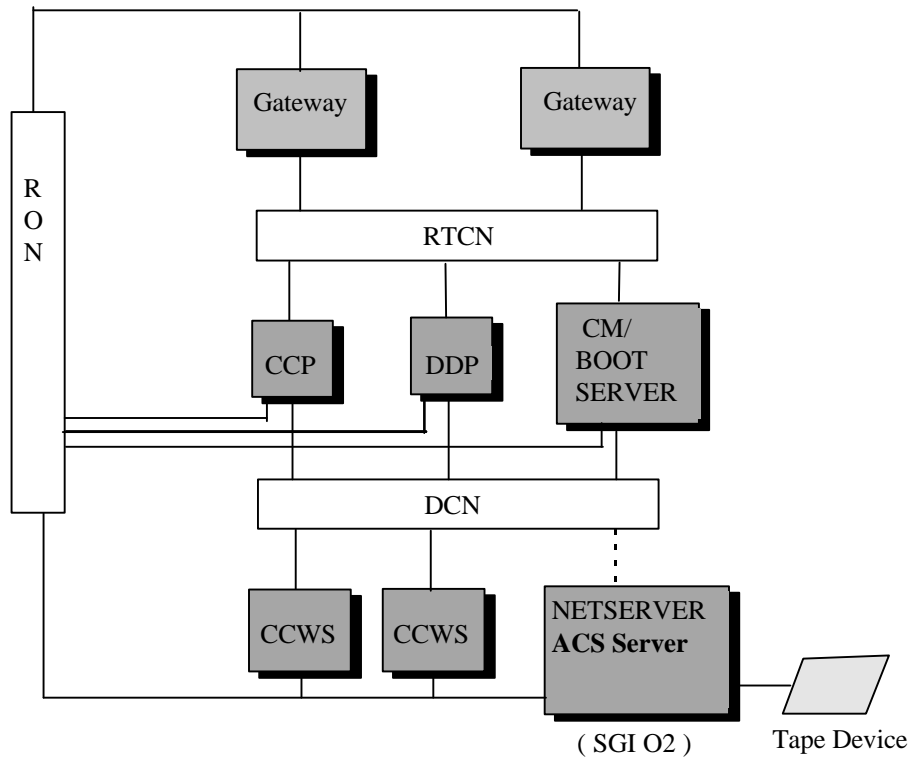 Gateway
Gateway
R
O
N
RTCN
CCP
DDP
CM/
BOOT
SERVER
DCN
CCWS
CCWS
NETSERVER
ACS Server
( SGI O2 )
Tape Device